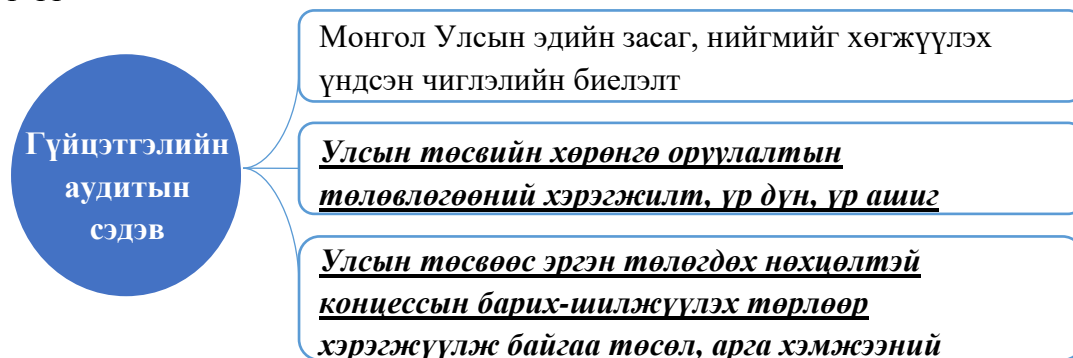 Гүйцэтгэлийн
аудитын
сэдэв
Монгол Улсын эдийн засаг, нийгмийг хөгжүүлэх
үндсэн чиглэлийн биелэлт
Улсын төсвийн хөрөнгө оруулалтын
төлөвлөгөөний хэрэгжилт, үр дүн, үр ашиг
Улсын төсвөөс эргэн төлөгдөх нөхцөлтэй
концессын барих-шилжүүлэх төрлөөр
хэрэгжүүлж байгаа төсөл, арга хэмжээний